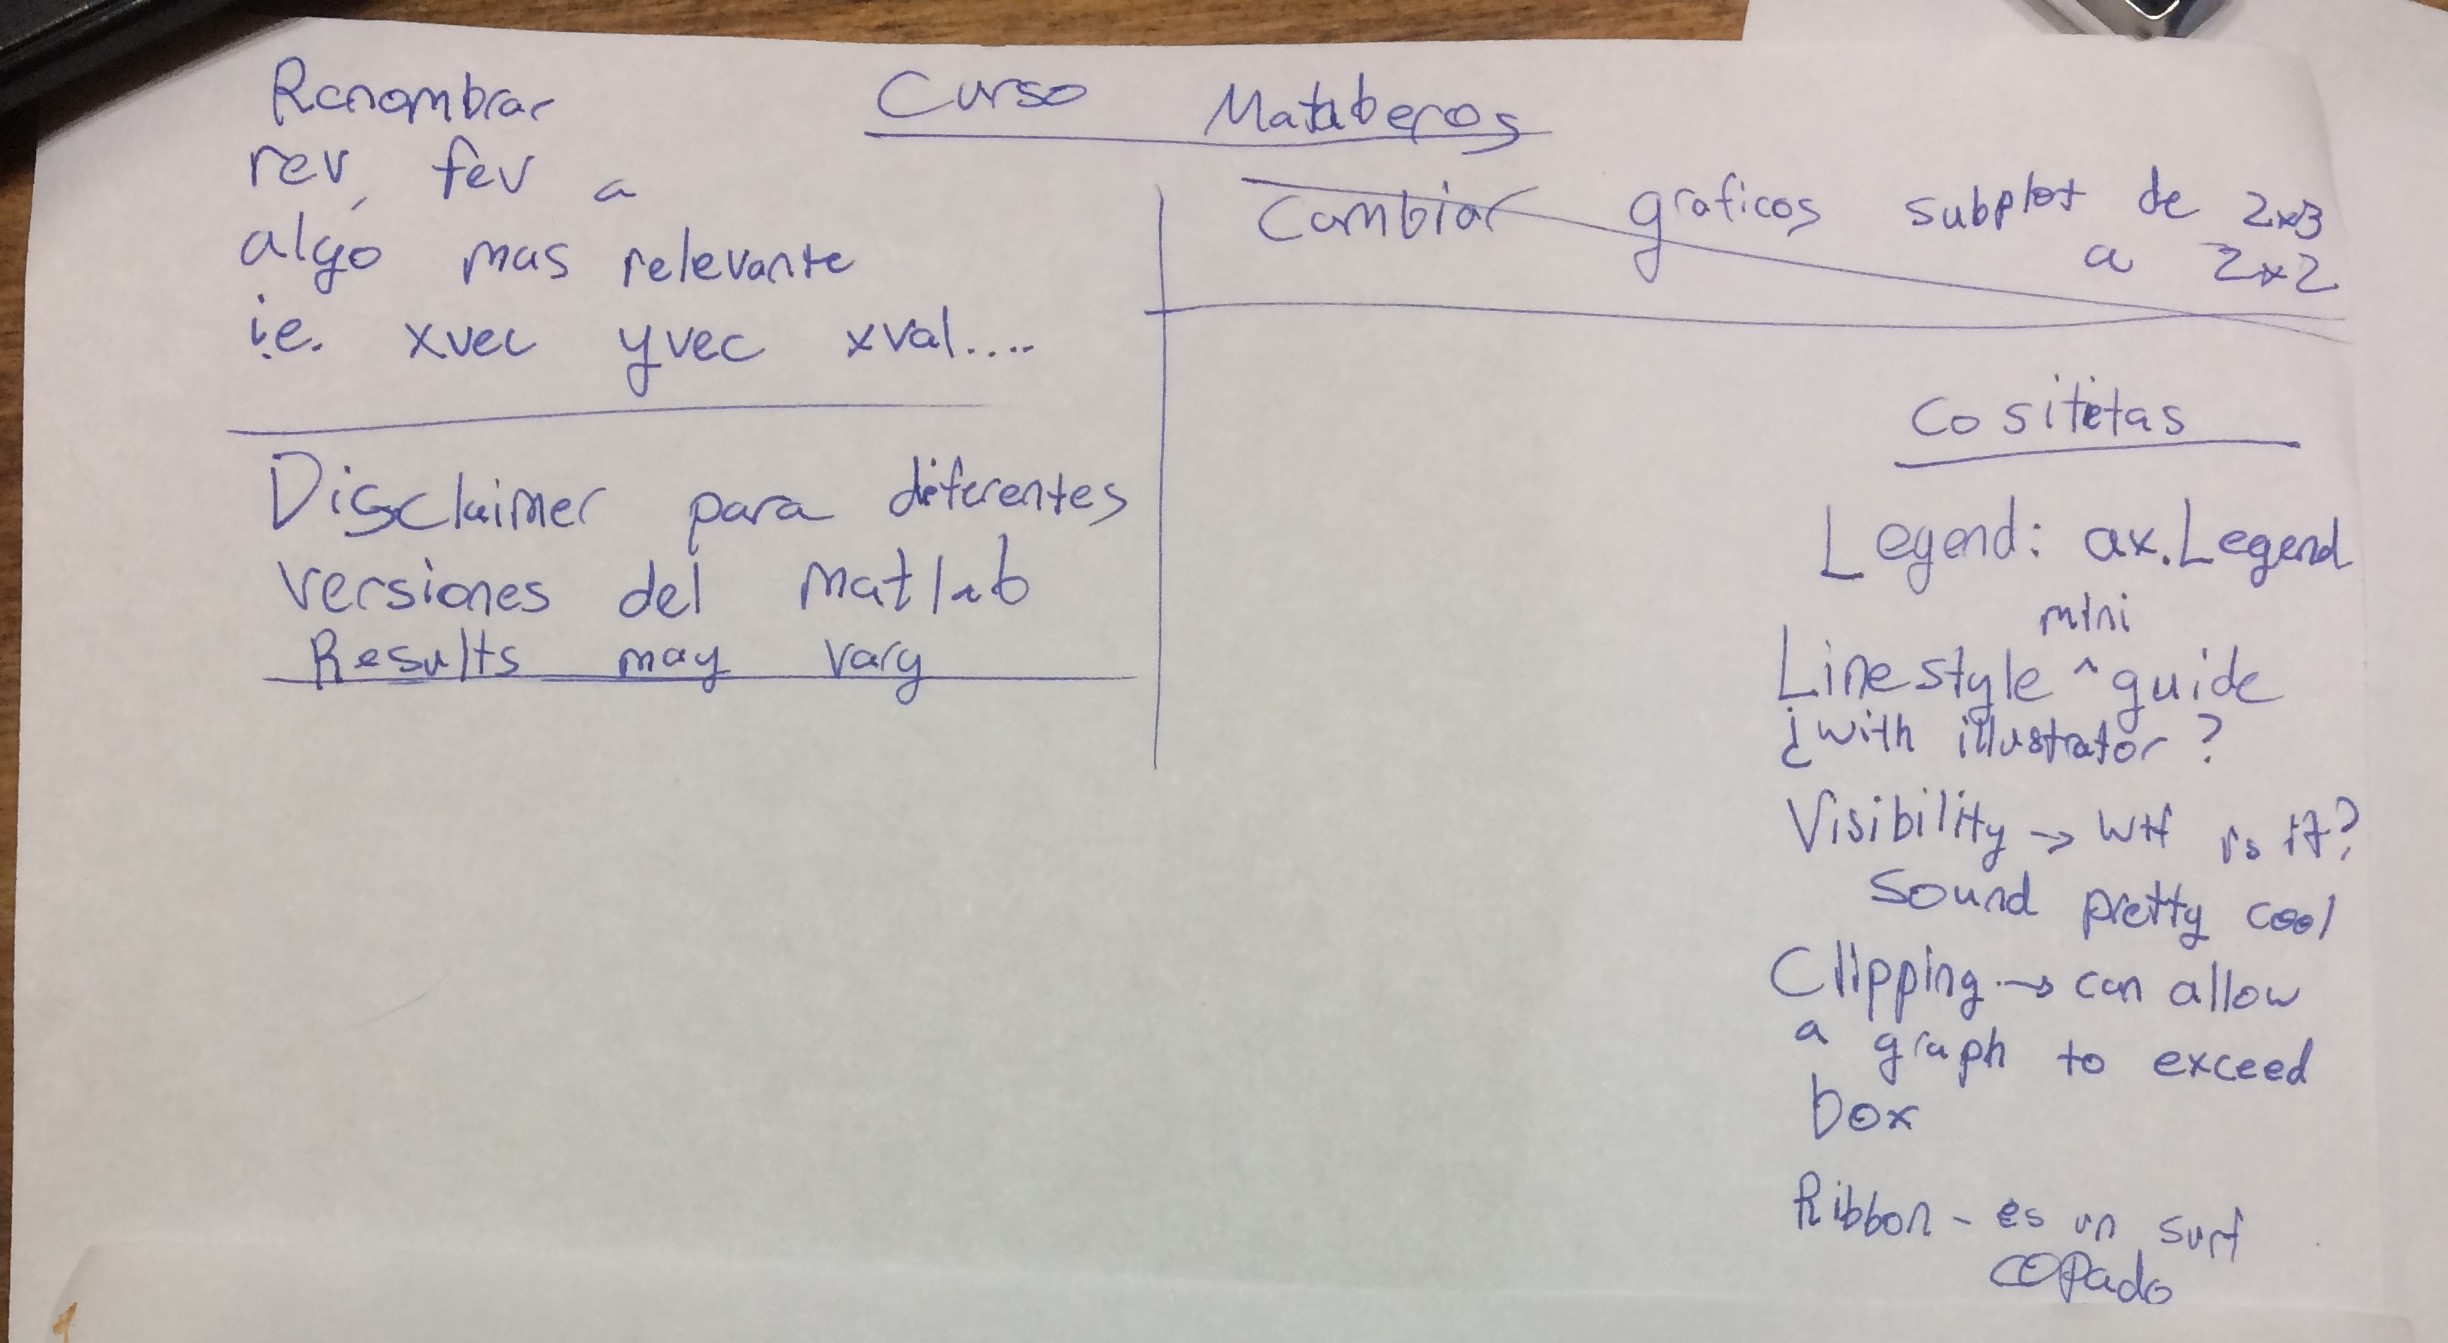 Curso Mataberos
Renombrar
rev, fev a
algo mas relevante
i.e. xvec yvec xval....
Disclaimer para diferentes
versiones del Matlab
Results may vary
Cambiar graficos subplot de 2x3
a 2x2
Cositetas
Legend: ax.Legend
mini
Linestyle ^ guide
¿with illustrator?
Visibility → wtf is it?
Sound pretty cool
Clipping → can allow
a graph to exceed
box
Ribbon - es un surf
copado